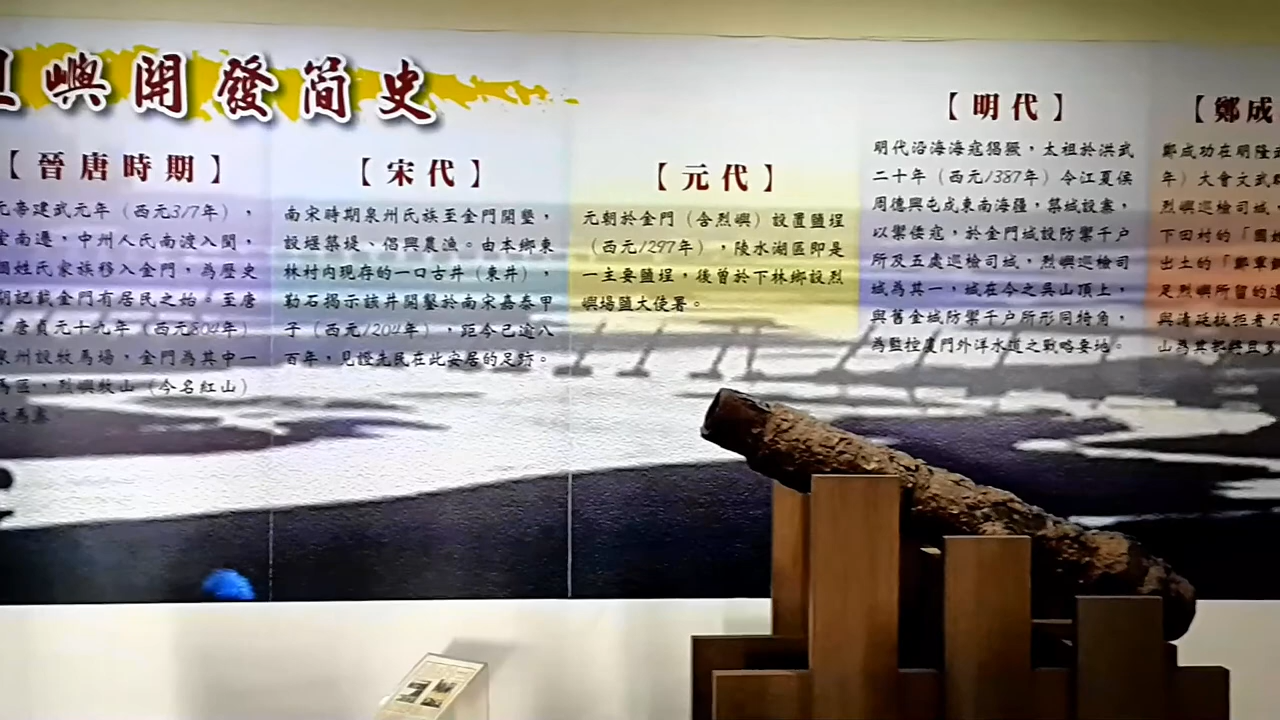 嶼開發簡史
【晉唐時期】
元帝建武元年（西元317年），
南遷，中州人民南渡入閩，
姓氏家族移入金門，為歷史
記載金門有居民之始。至唐
唐貞元十九年（西元804年）
泉州設牧馬場，金門為其中一
馬區，烈嶼牧山（今名紅山）
【宋代】
南宋時期泉州氏族至金門開墾，
設堰築堤、倡興農漁。由本鄉東
林村內現存的一口古井（東井），
勒石揭示該井開鑿於南宋嘉泰甲
子（西元1204年），距今已逾八
百年，見證先民在此安居的足跡。
【元代】
元朝於金門（含烈嶼）設置鹽埕
（西元1297年），陵水湖區即是
一主要鹽埕，後曾於下林鄉設烈
嶼場鹽大使署。
【明代】
明代沿海海寇猖厥，太祖於洪武
二十年（西元1387年）令江夏侯
周德興屯戍東南海疆，築城設寨，
以禦倭寇，於金門城設防禦千戶
所及五處巡檢司城，烈嶼巡檢司
城為其一，城在今之吳山頂上，
與舊金城防禦千戶所形同犄角，
為監控廈門外洋水道之戰略要地。
【鄭成
鄭成功在明隆
年）大會文武
烈嶼巡檢司城
下田村的「國姓
出土的「鄭軍
足烈嶼所留的
與清廷抗拒者
山為其